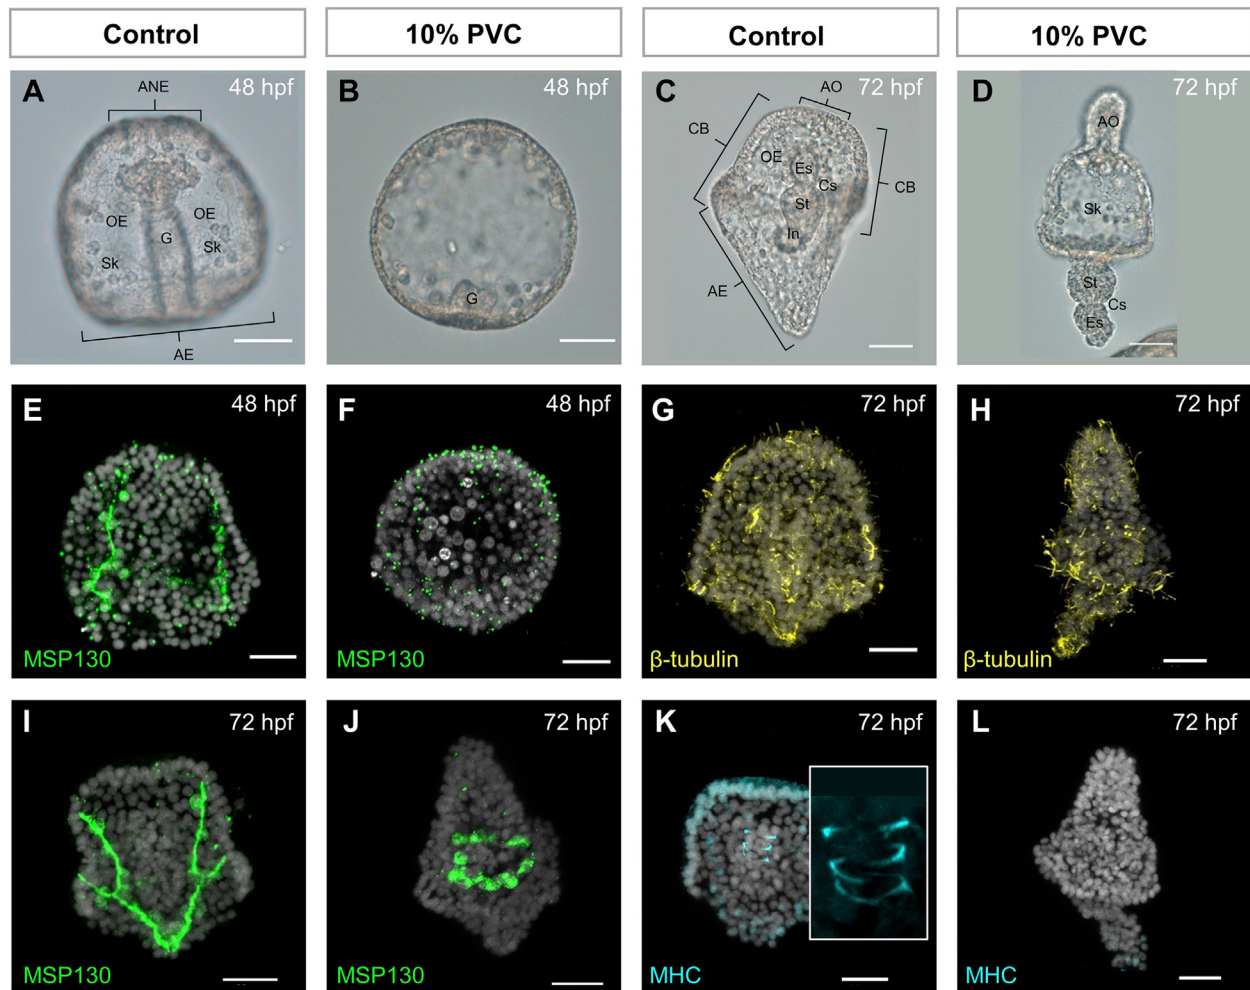 Control
10% PVC
Control
10% PVC
A
ANE
48 hpf
OE
OE
G
Sk
Sk
AE
B
48 hpf
G
C
AO
72 hpf
CB
OE
Es
Cs
CB
St
In
AE
D
72 hpf
AO
Sk
St
Cs
Es
E
48 hpf
MSP130
F
48 hpf
MSP130
G
72 hpf
β-tubulin
H
72 hpf
β-tubulin
I
72 hpf
MSP130
J
72 hpf
MSP130
K
72 hpf
MHC
L
72 hpf
MHC